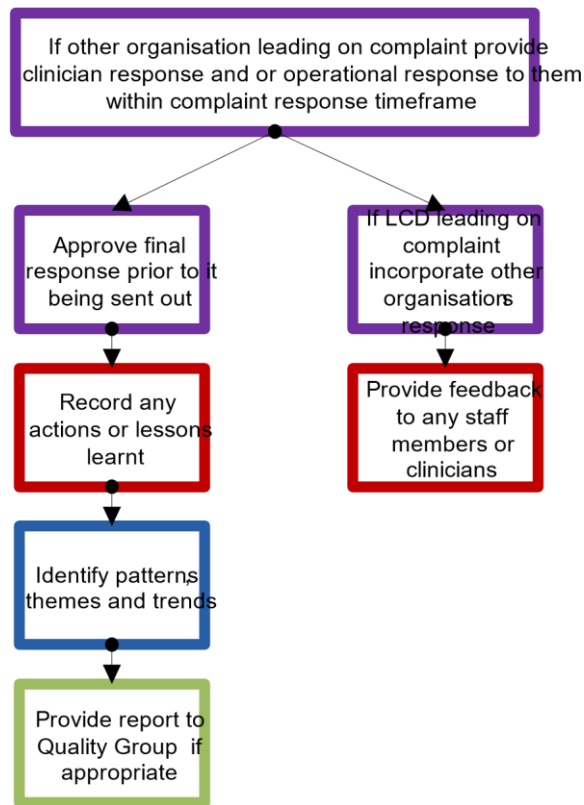 If other organisation leading on complaint provide
clinician response and or operational response to them
within complaint response timeframe
Approve final
response prior to it
being sent out
If LCD leading on
complaint
incorporate other
organisations
response
Record any
actions or lessons
learnt
Provide feedback
to any staff
members or
clinicians
Identify patterns,
themes and trends
Provide report to
Quality Group if
appropriate